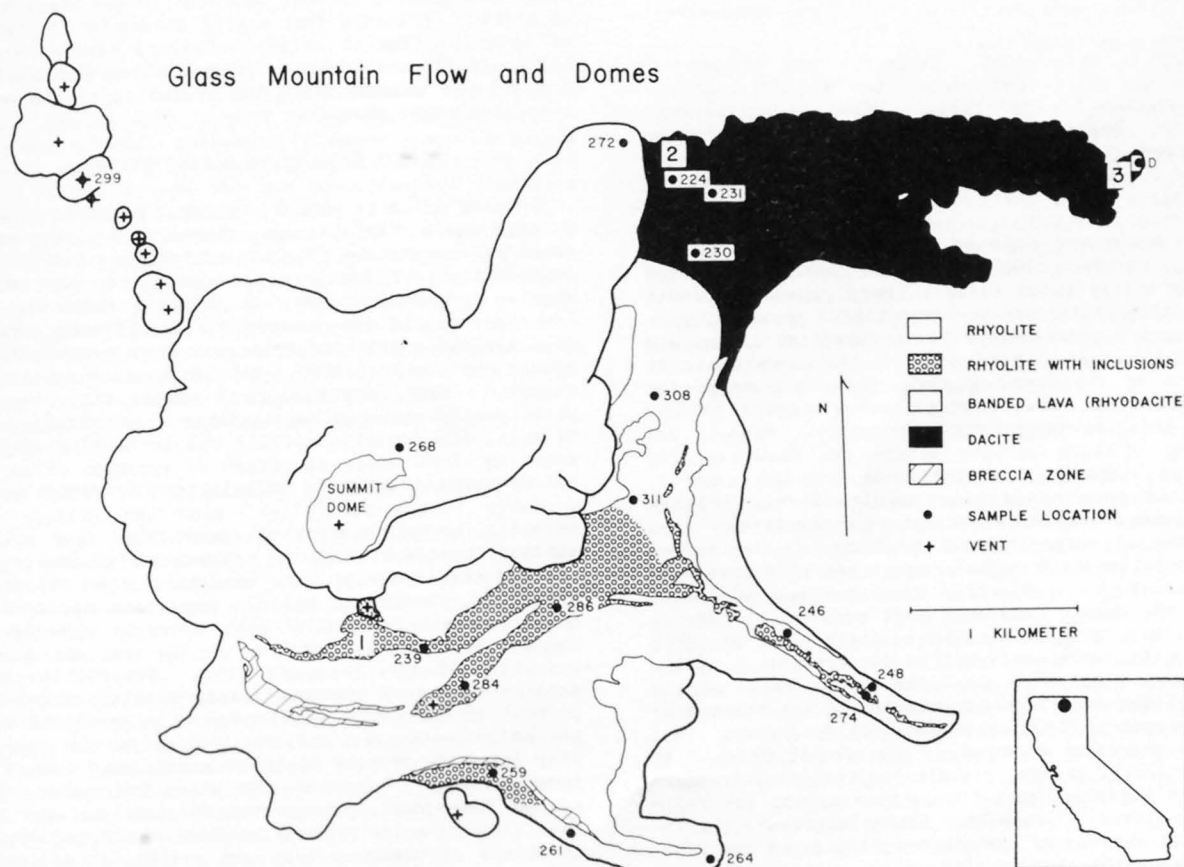 Glass Mountain Flow and Domes
272
2
224
231
3
D
299
230
RHYOLITE
RHYOLITE WITH INCLUSIONS
BANDED LAVA (RHYODACITE
DACITE
BRECCIA ZONE
SAMPLE LOCATION
VENT
N
308
268
SUMMIT
DOME
311
1 KILOMETER
286
246
1
239
284
248
274
259
261
264